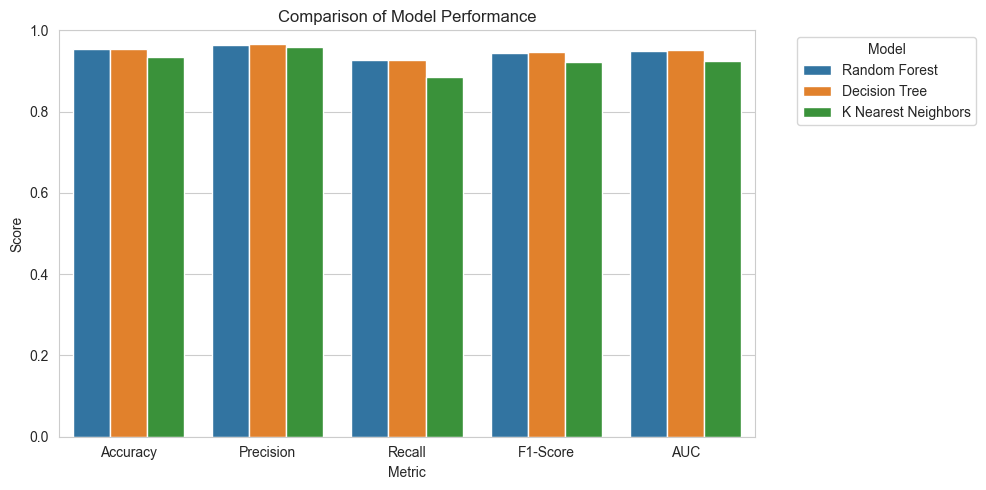 Comparison of Model Performance
1.0
0.8
0.6
0.4
0.2
0.0
Score
Accuracy
Precision
Recall
F1-Score
AUC
Metric
Model
Random Forest
Decision Tree
K Nearest Neighbors